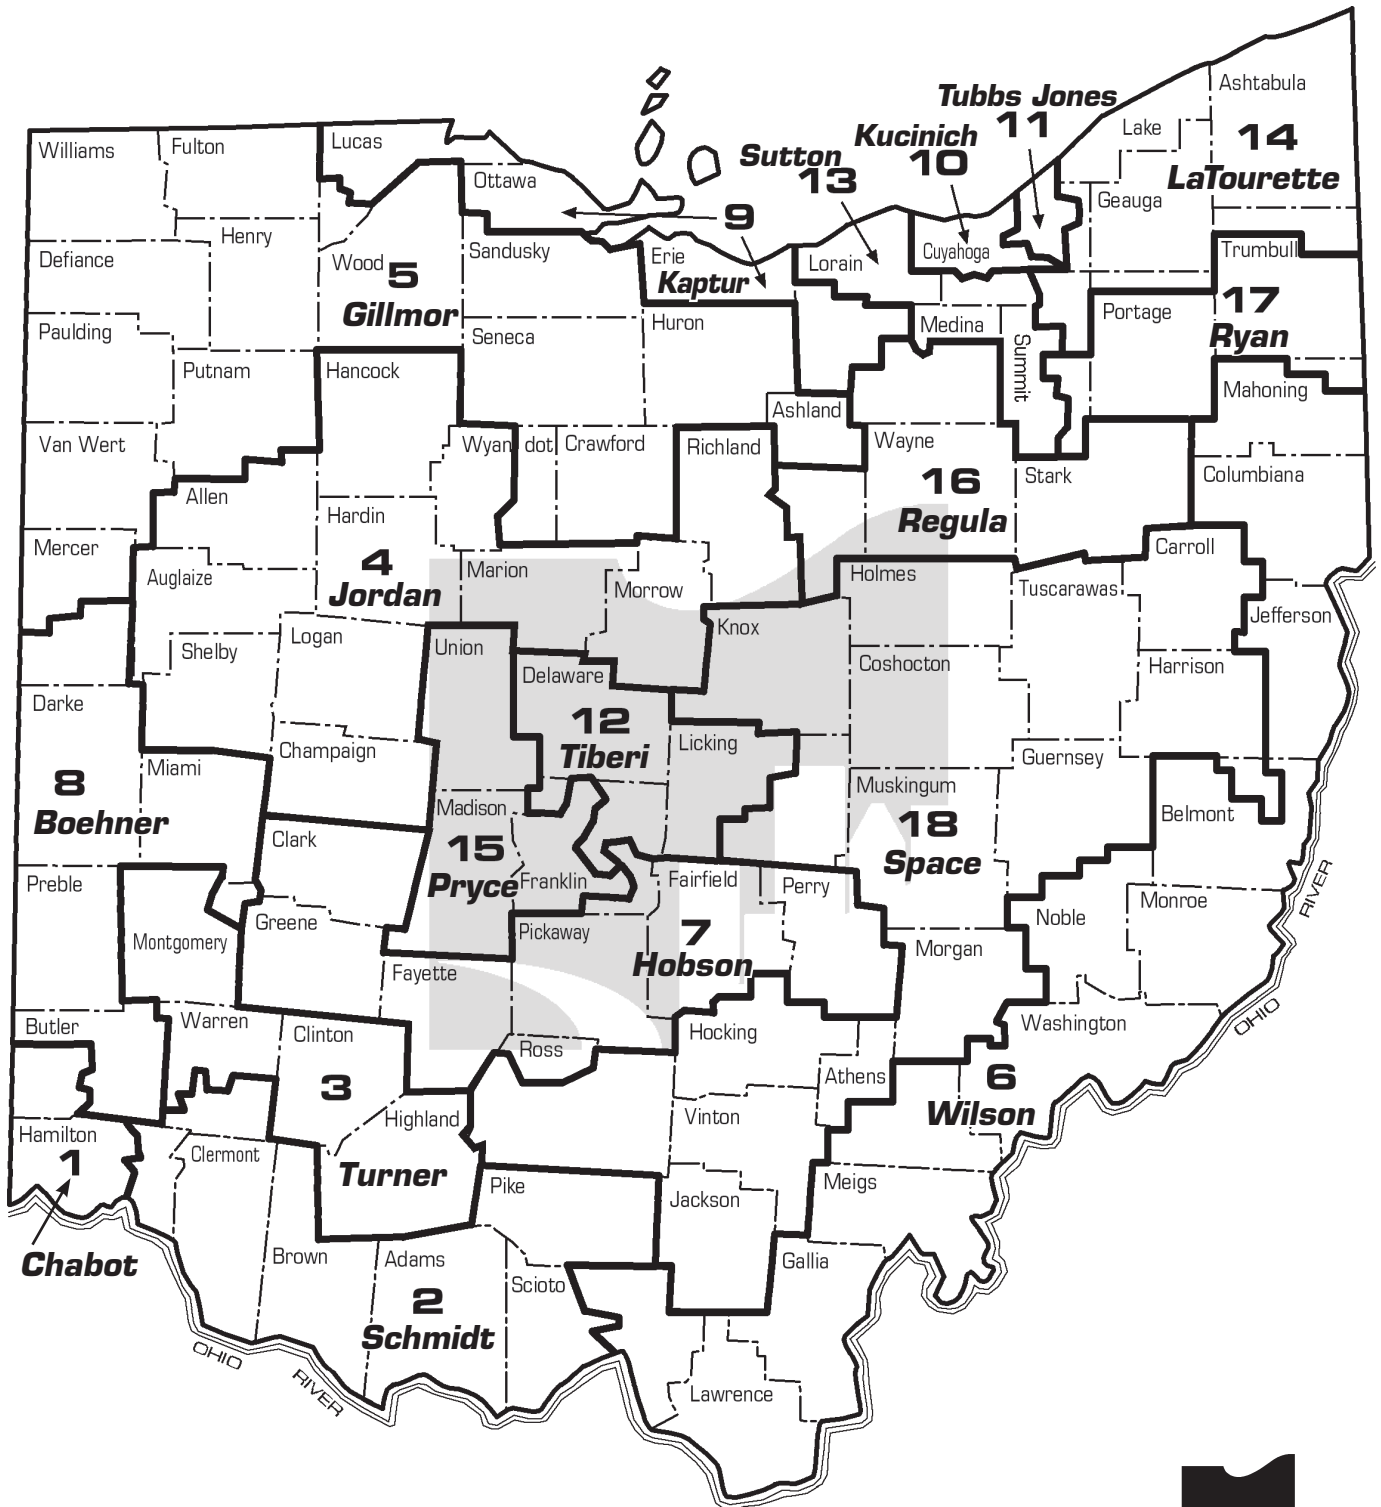 Ashtabula
Tubbs Jones
11
Lake
14
LaTourette
Kucinich
10
Sutton
13
Williams
Fulton
Lucas
Ottawa
Geauga
9
Henry
Defiance
Wood
Sandusky
Erie
Kaptur
Lorain
Cuyahoga
Trumbull
5
Gillmor
17
Ryan
Paulding
Seneca
Huron
Medina
Summit
Portage
Putnam
Hancock
Mahoning
Ashland
Van Wert
Wyandot
Crawford
Richland
Wayne
16
Regula
Stark
Columbiana
Allen
Hardin
Mercer
4
Jordan
Auglaize
Marion
Morrow
Holmes
Tuscarawas
Carroll
Jefferson
Logan
Union
Knox
Shelby
Delaware
Coshocton
Harrison
Darke
12
Tiberi
Licking
Champaign
Guernsey
8
Boehner
Miami
Madison
Muskingum
18
Space
Belmont
Clark
15
Pryce
Franklin
Fairfield
Perry
Preble
Monroe
RIVER
Greene
Montgomery
Pickaway
7
Hobson
Noble
Morgan
Fayette
Butler
Warren
Clinton
Ross
Hocking
Washington
OHIO
3
Athens
6
Wilson
Highland
Vinton
Hamilton
1
Clermont
Turner
Pike
Jackson
Meigs
Chabot
Brown
Adams
Scioto
Gallia
2
Schmidt
OHIO
RIVER
Lawrence